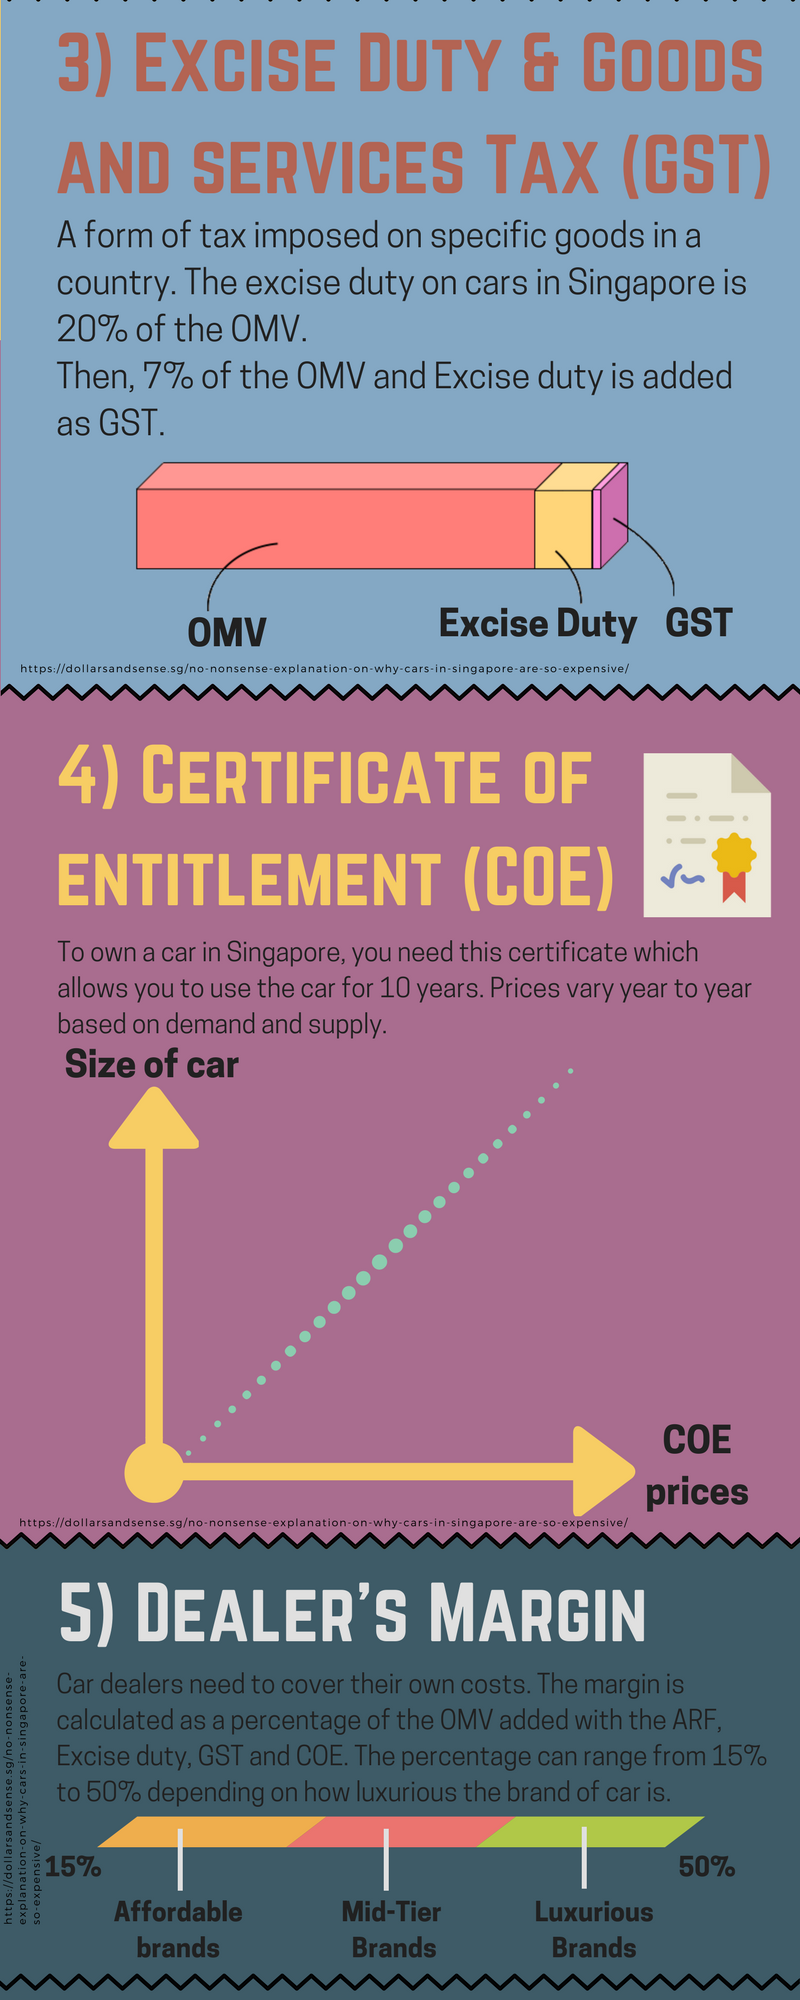 3) Excise Duty & Goods
and services Tax (GST)
A form of tax imposed on specific goods in a
country. The excise duty on cars in Singapore is
20% of the OMV.
Then, 7% of the OMV and Excise duty is added
as GST.
OMV
Excise Duty
GST
https://dollarsandsense.sg/no-nonsense-explanation-on-why-cars-in-singapore-are-so-expensive/
4) Certificate of
entitlement (COE)
To own a car in Singapore, you need this certificate which
allows you to use the car for 10 years. Prices vary year to year
based on demand and supply.
Size of car
COE
prices
https://dollarsandsense.sg/no-nonsense-explanation-on-why-cars-in-singapore-are-so-expensive/
5) Dealer's Margin
Car dealers need to cover their own costs. The margin is
calculated as a percentage of the OMV added with the ARF,
Excise duty, GST and COE. The percentage can range from 15%
to 50% depending on how luxurious the brand of car is.
15%
50%
Affordable
brands
Mid-Tier
Brands
Luxurious
Brands
https://dollarsandsense.sg/no-nonsense-
explanation-on-why-cars-in-singapore-are-
so-expensive/